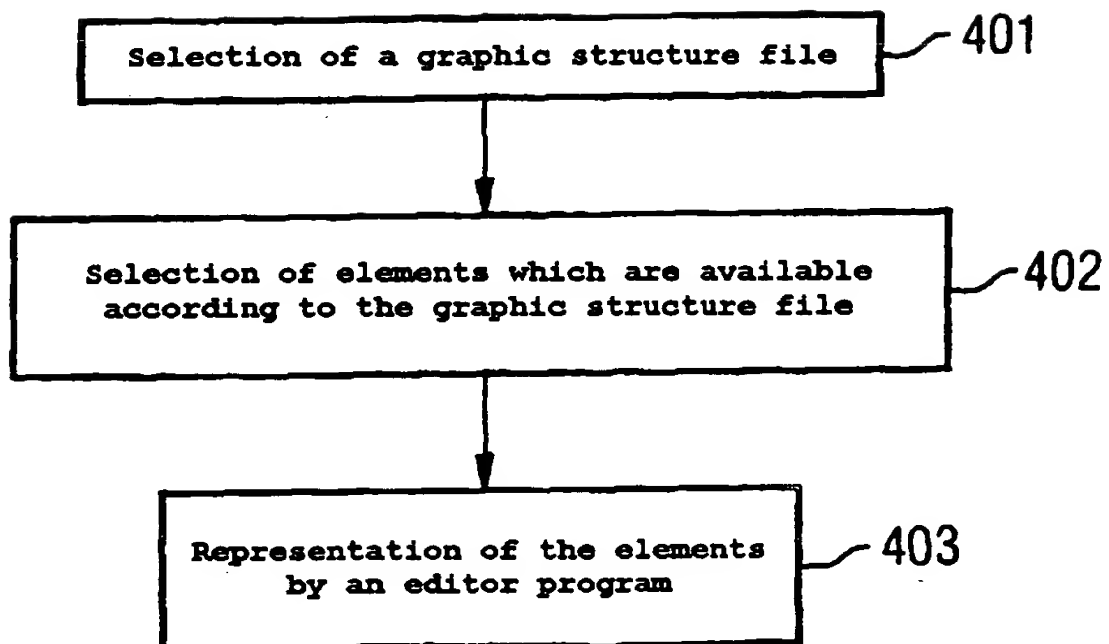 Selection of a graphic structure file
401
Selection of elements which are available
according to the graphic structure file
402
Representation of the elements
by an editor program
403